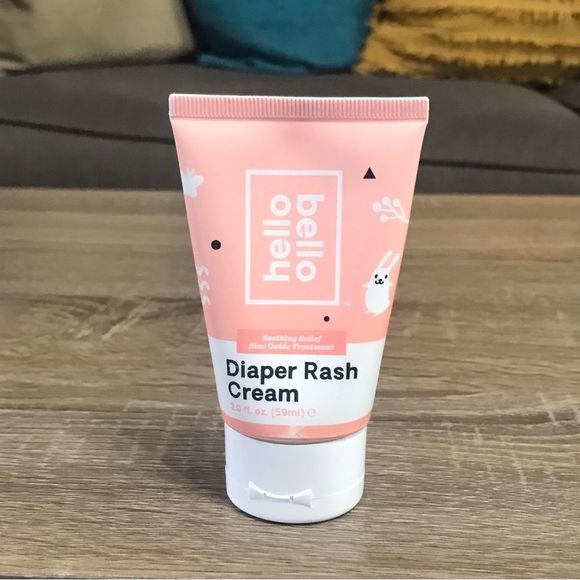 hello
bello
Soothing Relief
Zinc Oxide Treatment
Diaper Rash
Cream
2.0 fl. oz. (59ml) e